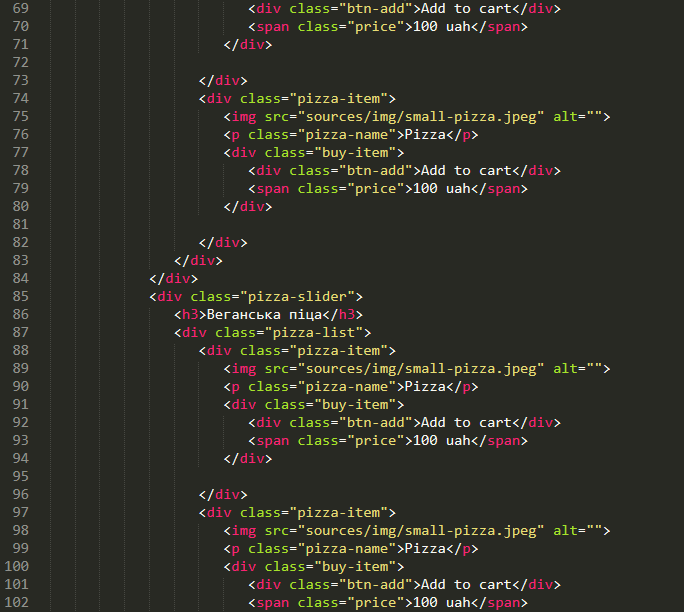 69 <div class="btn-add">Add to cart</div>
70 <span class="price">100 uah</span>
71 </div>
72
73 </div>
74 <div class="pizza-item">
75 <img src="sources/img/small-pizza.jpeg" alt="">
76 <p class="pizza-name">Pizza</p>
77 <div class="buy-item">
78 <div class="btn-add">Add to cart</div>
79 <span class="price">100 uah</span>
80 </div>
81
82 </div>
83 </div>
84 </div>
85 <div class="pizza-slider">
86 <h3>Веганська піца</h3>
87 <div class="pizza-list">
88 <div class="pizza-item">
89 <img src="sources/img/small-pizza.jpeg" alt="">
90 <p class="pizza-name">Pizza</p>
91 <div class="buy-item">
92 <div class="btn-add">Add to cart</div>
93 <span class="price">100 uah</span>
94 </div>
95
96 </div>
97 <div class="pizza-item">
98 <img src="sources/img/small-pizza.jpeg" alt="">
99 <p class="pizza-name">Pizza</p>
100 <div class="buy-item">
101 <div class="btn-add">Add to cart</div>
102 <span class="price">100 uah</span>